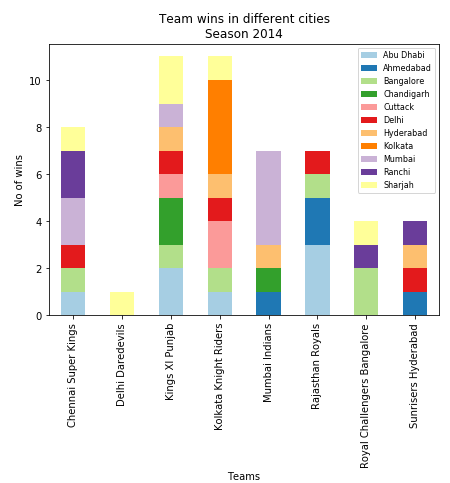 Team wins in different cities
Season 2014
No of wins
10
8
6
4
2
0
Abu Dhabi
Ahmedabad
Bangalore
Chandigarh
Cuttack
Delhi
Hyderabad
Kolkata
Mumbai
Ranchi
Sharjah
Chennai Super Kings
Delhi Daredevils
Kings XI Punjab
Kolkata Knight Riders
Mumbai Indians
Rajasthan Royals
Royal Challengers Bangalore
Sunrisers Hyderabad
Teams